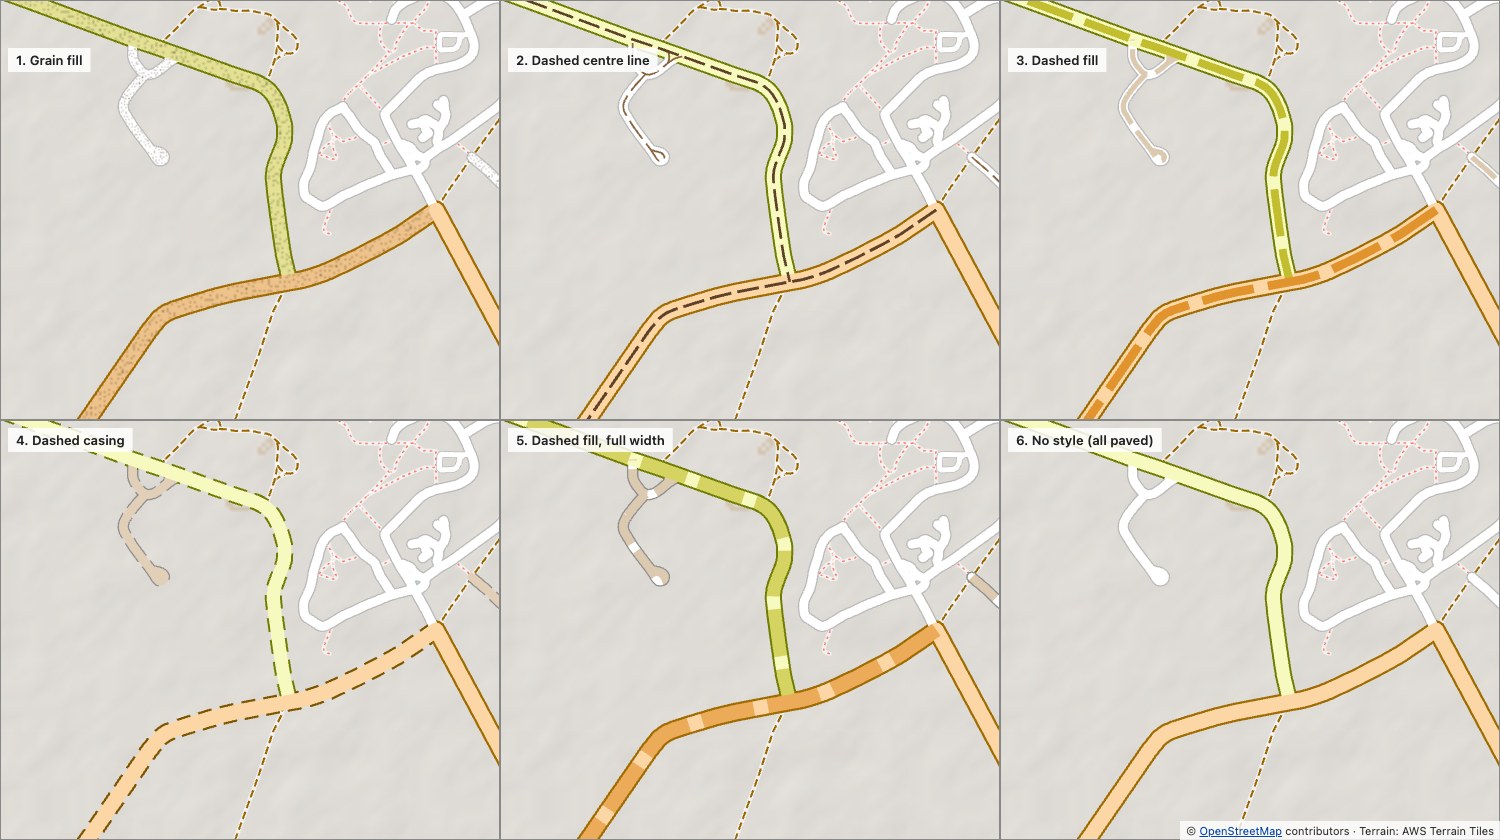 1. Grain fill
2. Dashed centre line
3. Dashed fill
4. Dashed casing
5. Dashed fill, full width
6. No style (all paved)
© OpenStreetMap contributors · Terrain: AWS Terrain Tiles